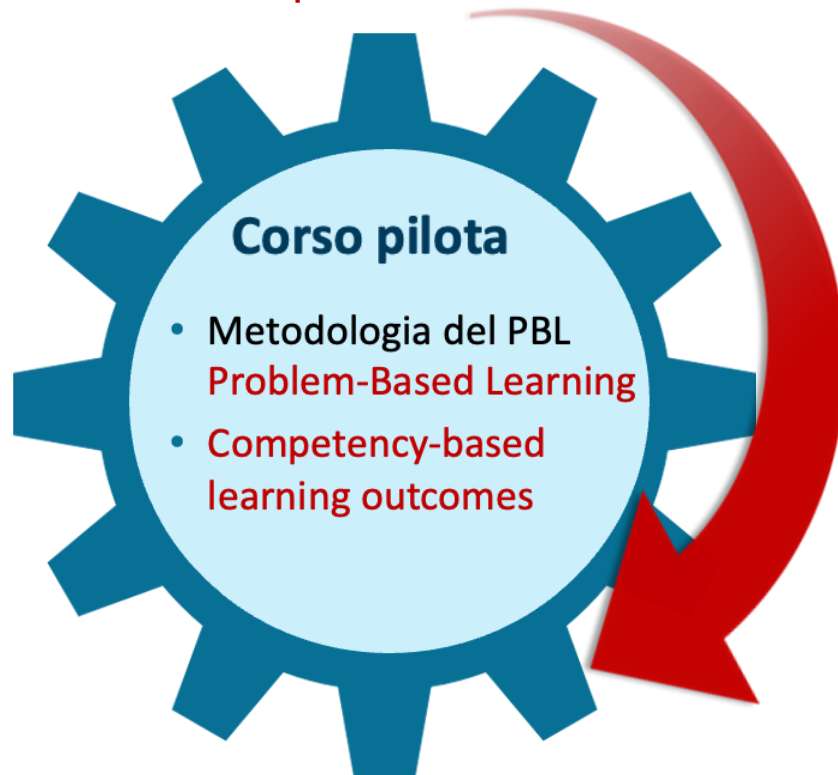 Corso pilota
• Metodologia del PBL
Problem-Based Learning
• Competency-based
learning outcomes